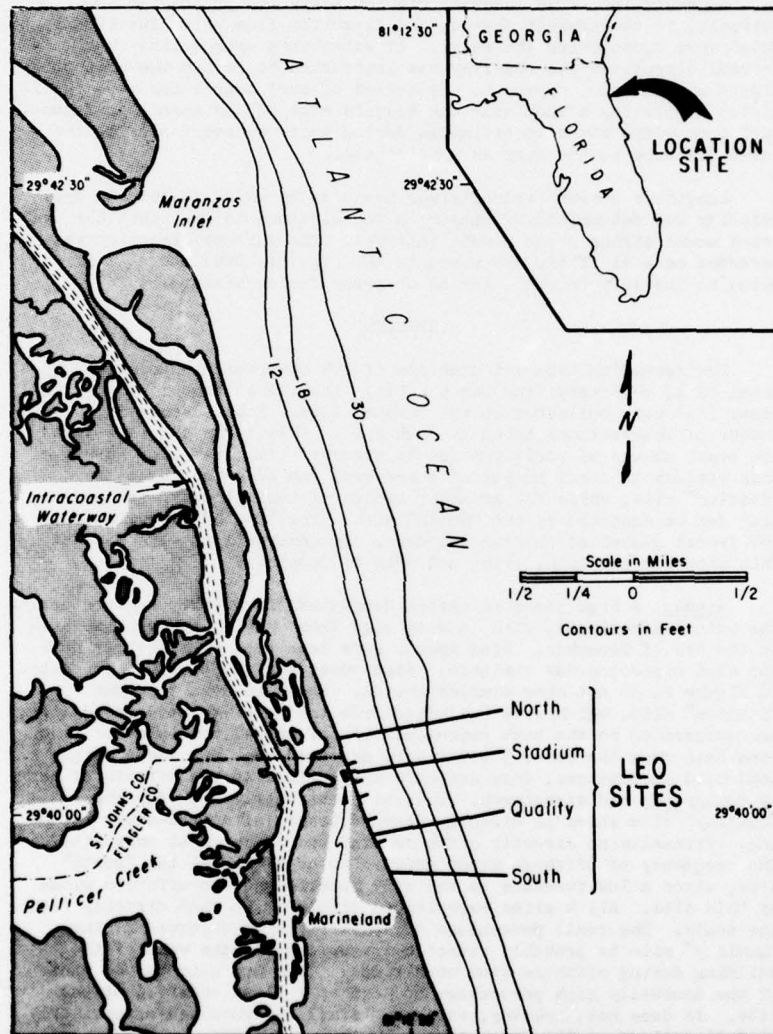 81°12'30"
GEORGIA
FLORIDA
LOCATION
SITE
ATLANTIC OCEAN
29°42'30"
29°42'30"
Matanzas
Inlet
12
18
30
N
Intracoastal
Waterway
Scale in Miles
1/2 1/4 0 1/2
Contours in Feet
North
Stadium
Quality
South
LEO
SITES
29°40'00"
29°40'00"
ST JOHNS CO.
FLAGLER CO.
Pellicer Creek
Marineland